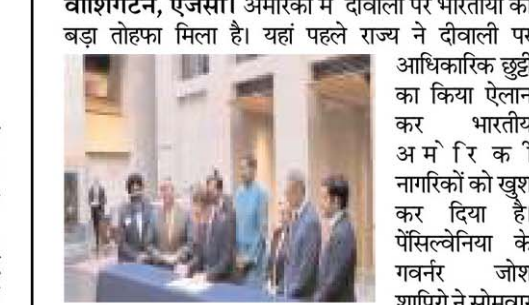 वाशिंगटन, एजेंसी। अमेरिका में दीवाली पर भारतीयों को
बड़ा तोहफा मिला है। यहां पहले राज्य ने दीवाली पर
आधिकारिक छुट्टी
का किया ऐलान
कर भारतीय
अमेरिकी
नागरिकों को खुश
कर दिया है।
पेंसिल्वेनिया के
गवर्नर जोश
शापिरो ने सोमवार